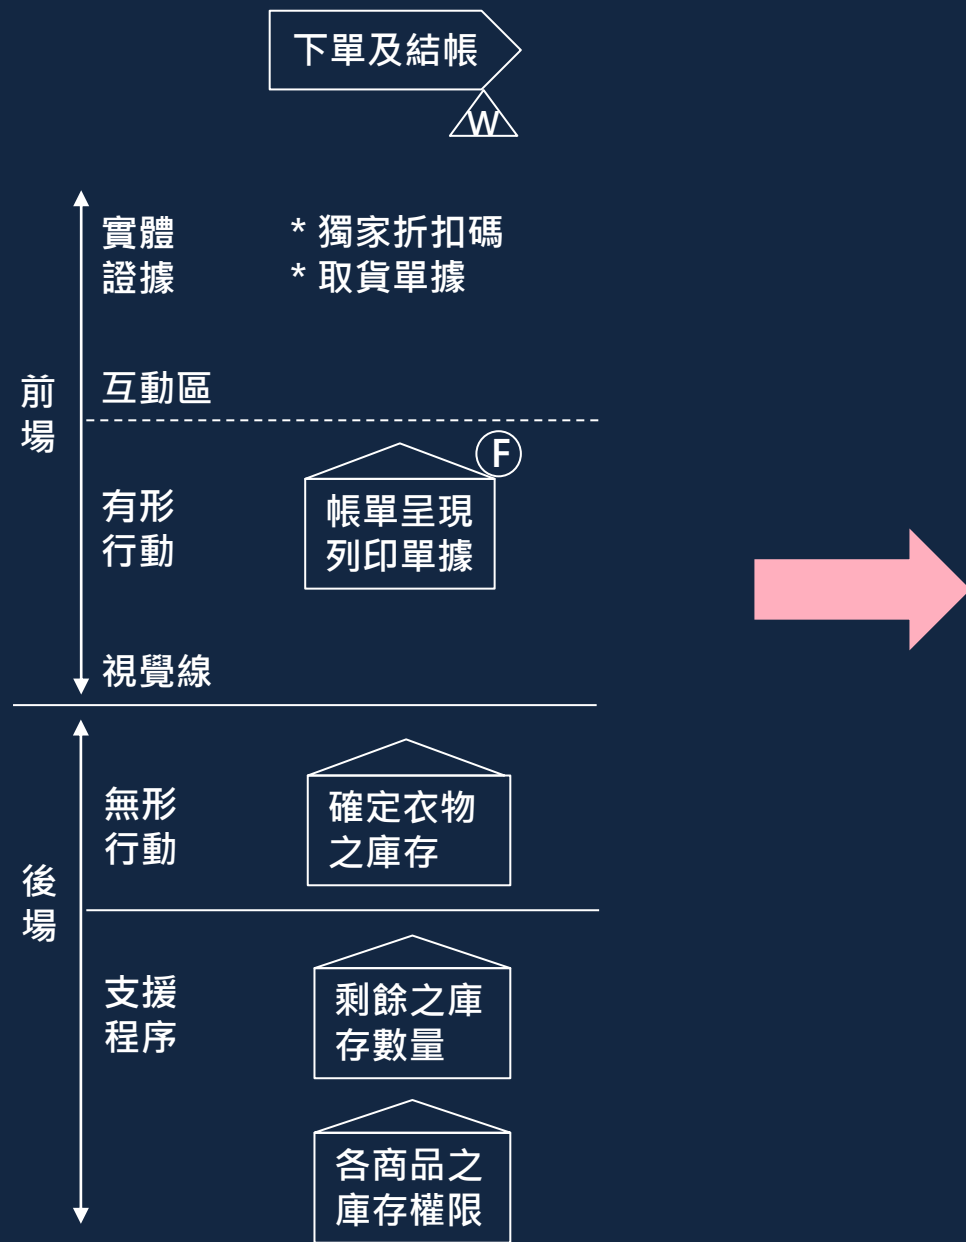 下單及結帳
W
實體
證據
* 獨家折扣碼
* 取貨單據
前
場
互動區
F
有形
行動
帳單呈現
列印單據
視覺線
後
場
無形
行動
確定衣物
之庫存
支援
程序
剩餘之庫
存數量
各商品之
庫存權限